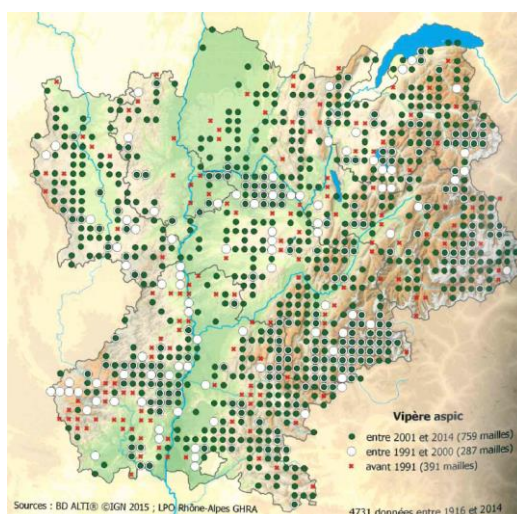 Vipère aspic
entre 2001 et 2014 (759 mailles)
entre 1991 et 2000 (287 mailles)
avant 1991 (391 mailles)
Sources : BD ALTI® ©IGN 2015 ; LPO Rhône-Alpes GHRA
4731 données entre 1916 et 2014